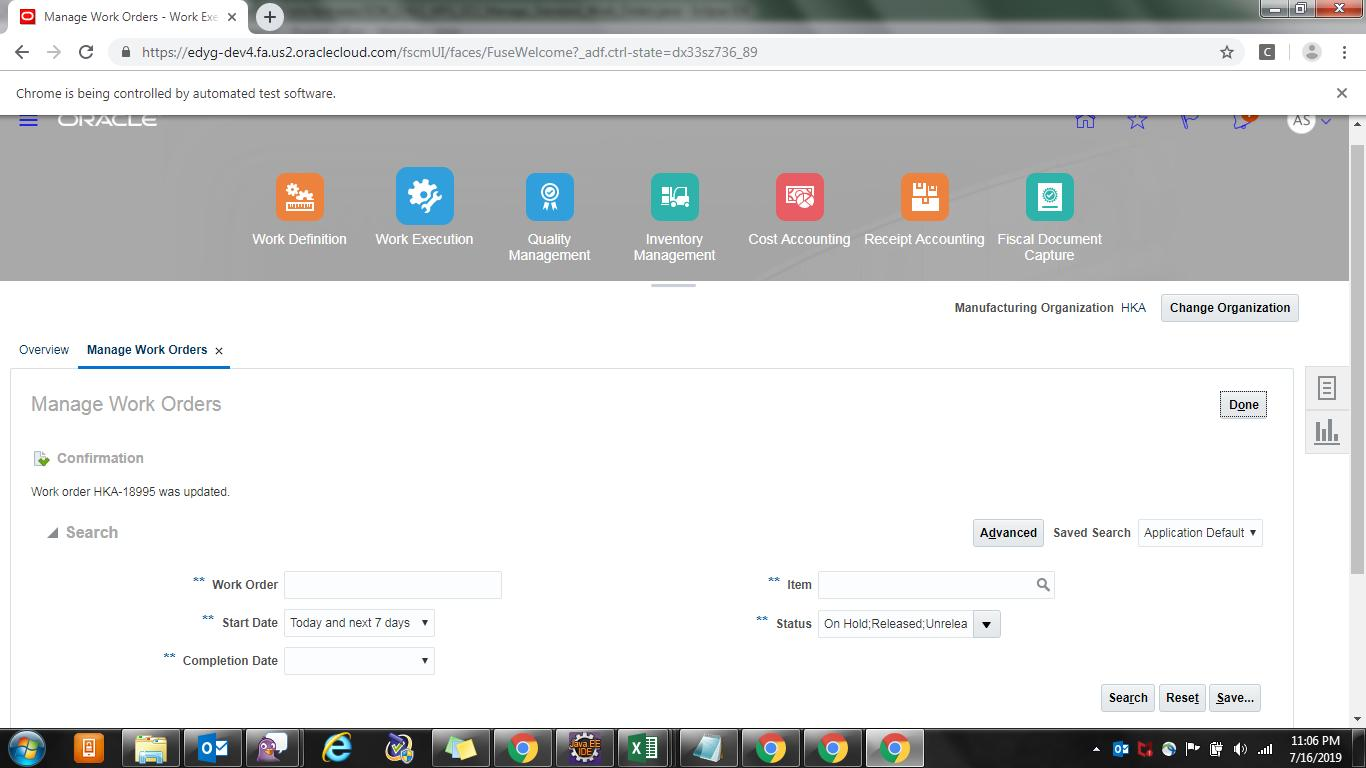 Manage Work Orders - Work Exe
https://edyg-dev4.fa.us2.oraclecloud.com/fscmUI/faces/FuseWelcome?_adf.ctrl-state=dx33sz736_89
C
Chrome is being controlled by automated test software.
ORACLE
AS
Work Definition
Work Execution
Quality
Management
Inventory
Management
Cost Accounting
Receipt Accounting
Fiscal Document
Capture
Manufacturing Organization HKA Change Organization
Overview Manage Work Orders
Manage Work Orders
Done
Confirmation
Work order HKA-18995 was updated.
Search
Advanced Saved Search Application Default
** Work Order
** Item
** Start Date Today and next 7 days
** Status On Hold;Released;Unrelea
** Completion Date
Search Reset Save...
Java EE
IDE
11:06 PM
7/16/2019